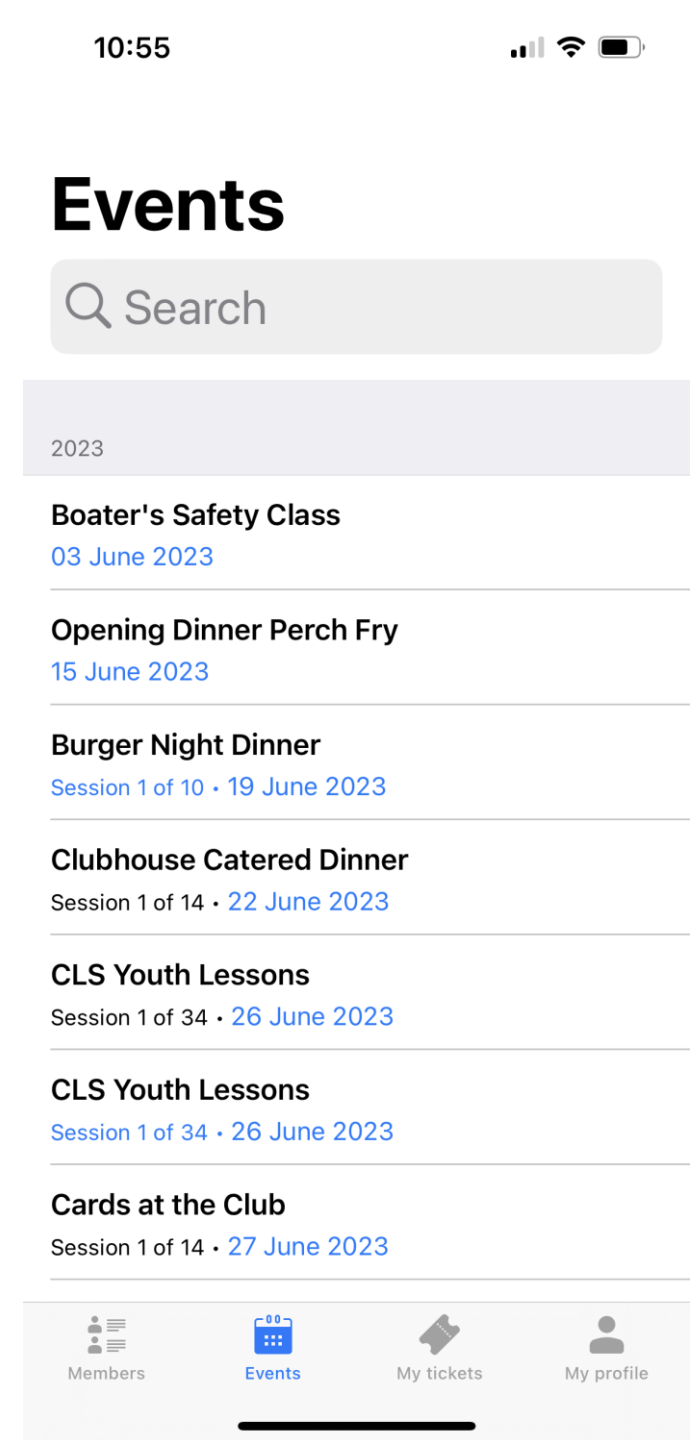 10:55
Events
Search
2023
Boater's Safety Class
03 June 2023
Opening Dinner Perch Fry
15 June 2023
Burger Night Dinner
Session 1 of 10 • 19 June 2023
Clubhouse Catered Dinner
Session 1 of 14 • 22 June 2023
CLS Youth Lessons
Session 1 of 34 • 26 June 2023
CLS Youth Lessons
Session 1 of 34 • 26 June 2023
Cards at the Club
Session 1 of 14 • 27 June 2023
Members Events My tickets My profile